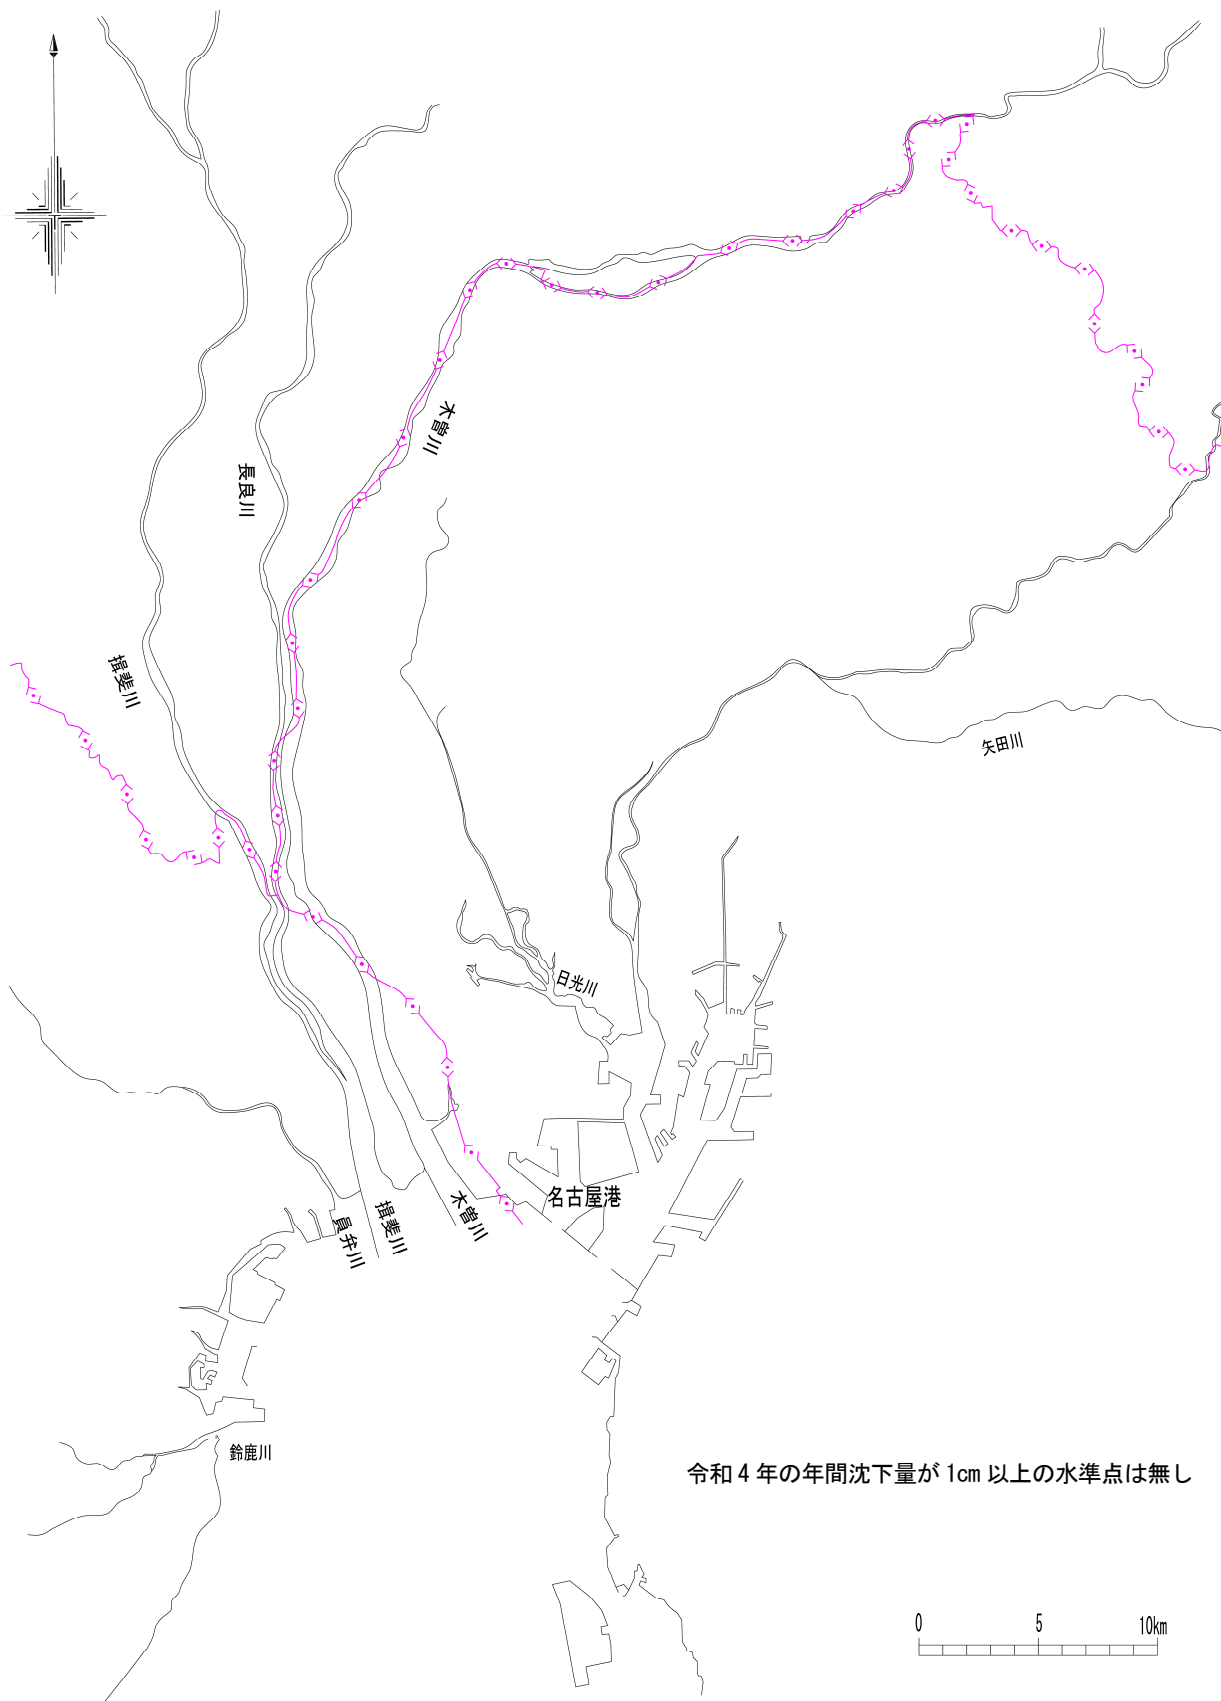 木曽川
長良川
揖斐川
矢田川
日光川
名古屋港
木曽川
揖斐川
員弁川
鈴鹿川
令和4年の年間沈下量が1cm以上の水準点は無し
0 5 10km